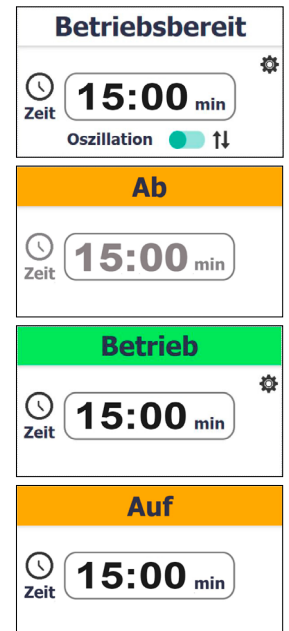 Betriebsbereit
15:00 min
Zeit
Oszillation
Ab
15:00 min
Zeit
Betrieb
15:00 min
Zeit
Auf
15:00 min
Zeit